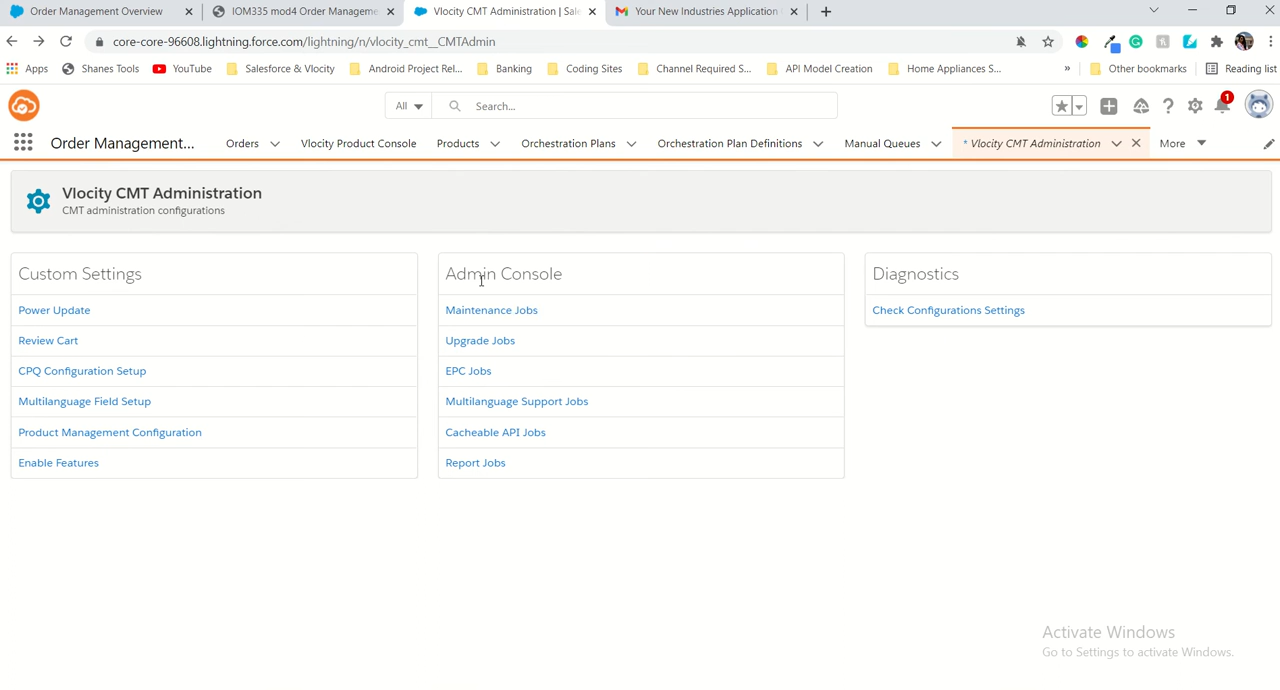 Order Management Overview
IOM335 mod4 Order Manageme
Vlocity CMT Administration | Sale
Your New Industries Application
core-core-96608.lightning.force.com/lightning/n/vlocity_cmt__CMTAdmin
Apps
Shanes Tools
YouTube
Salesforce & Vlocity
Android Project Rel...
Banking
Coding Sites
Channel Required S...
API Model Creation
Home Appliances S...
»
Other bookmarks
Reading list
All
Search...
1
Order Management...
Orders
Vlocity Product Console
Products
Orchestration Plans
Orchestration Plan Definitions
Manual Queues
* Vlocity CMT Administration
More
Vlocity CMT Administration
CMT administration configurations
Custom Settings
Power Update
Review Cart
CPQ Configuration Setup
Multilanguage Field Setup
Product Management Configuration
Enable Features
Admin Console
Maintenance Jobs
Upgrade Jobs
EPC Jobs
Multilanguage Support Jobs
Cacheable API Jobs
Report Jobs
Diagnostics
Check Configurations Settings
Activate Windows
Go to Settings to activate Windows.